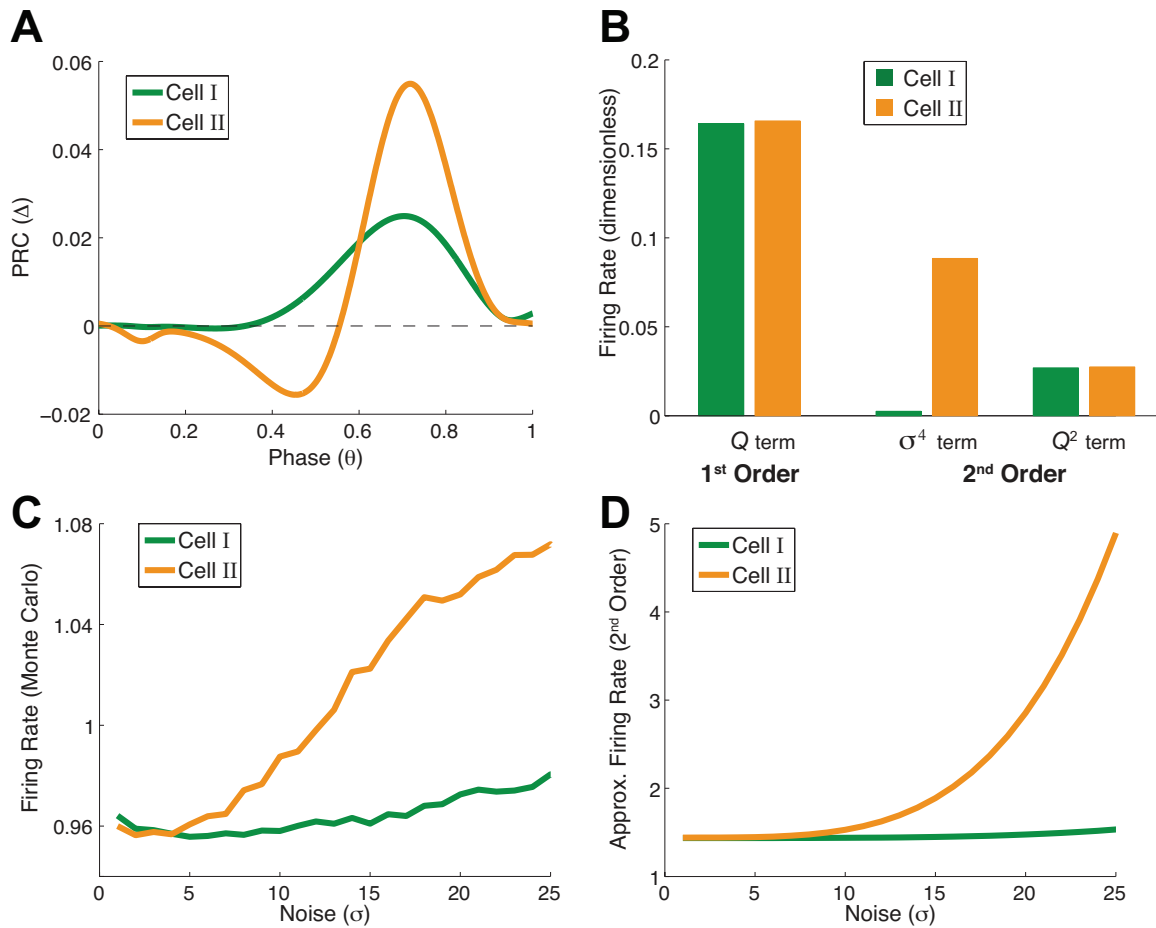 A
0.06
0.04
0.02
0
−0.02
PRC (Δ)
Cell I
Cell II
0
0.2
0.4
0.6
0.8
1
Phase (θ)
B
0.2
0.15
0.1
0.05
0
Firing Rate (dimensionless)
Cell I
Cell II
Q term
σ⁴ term
Q² term
1st Order
2nd Order
C
1.08
1.04
1
0.96
Firing Rate (Monte Carlo)
Cell I
Cell II
0
5
10
15
20
25
Noise (σ)
D
5
4
3
2
1
Approx. Firing Rate (2nd Order)
Cell I
Cell II
0
5
10
15
20
25
Noise (σ)